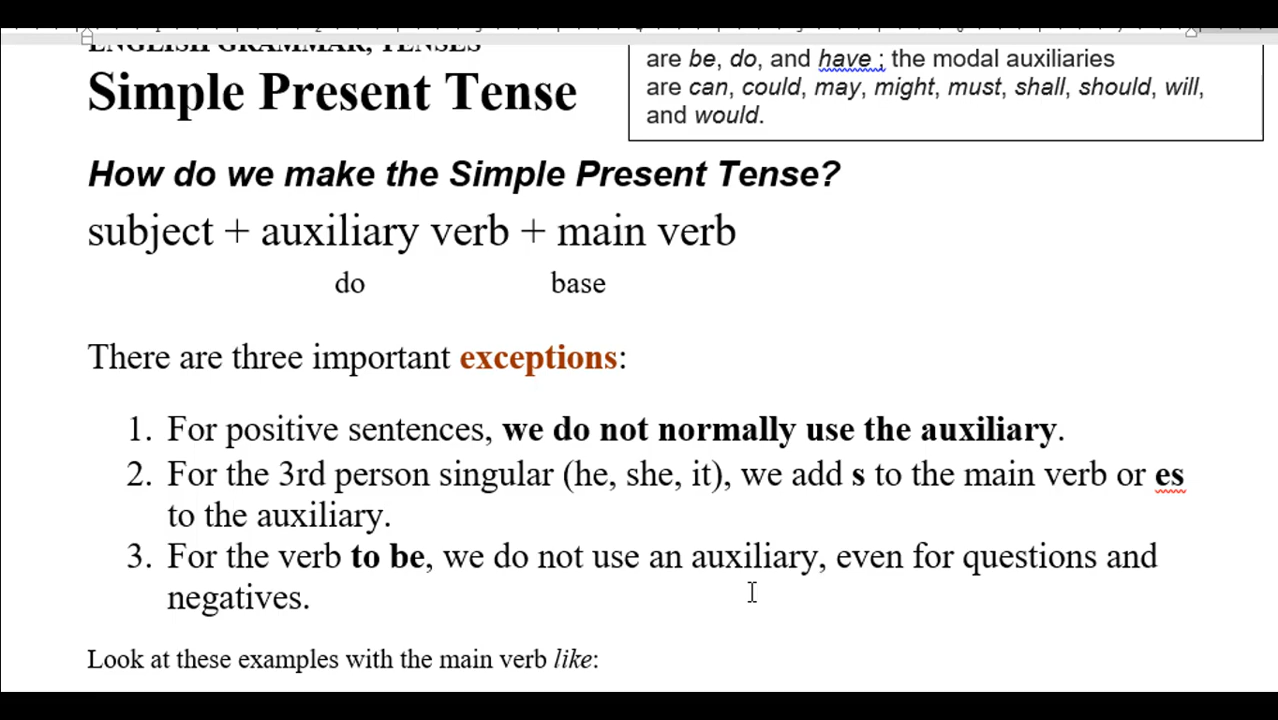 ENGLISH GRAMMAR, TENSES
Simple Present Tense
are be, do, and have ; the modal auxiliaries
are can, could, may, might, must, shall, should, will,
and would.
How do we make the Simple Present Tense?
subject + auxiliary verb + main verb
do base
There are three important exceptions:
1. For positive sentences, we do not normally use the auxiliary.
2. For the 3rd person singular (he, she, it), we add s to the main verb or es
to the auxiliary.
3. For the verb to be, we do not use an auxiliary, even for questions and
negatives.
Look at these examples with the main verb like: